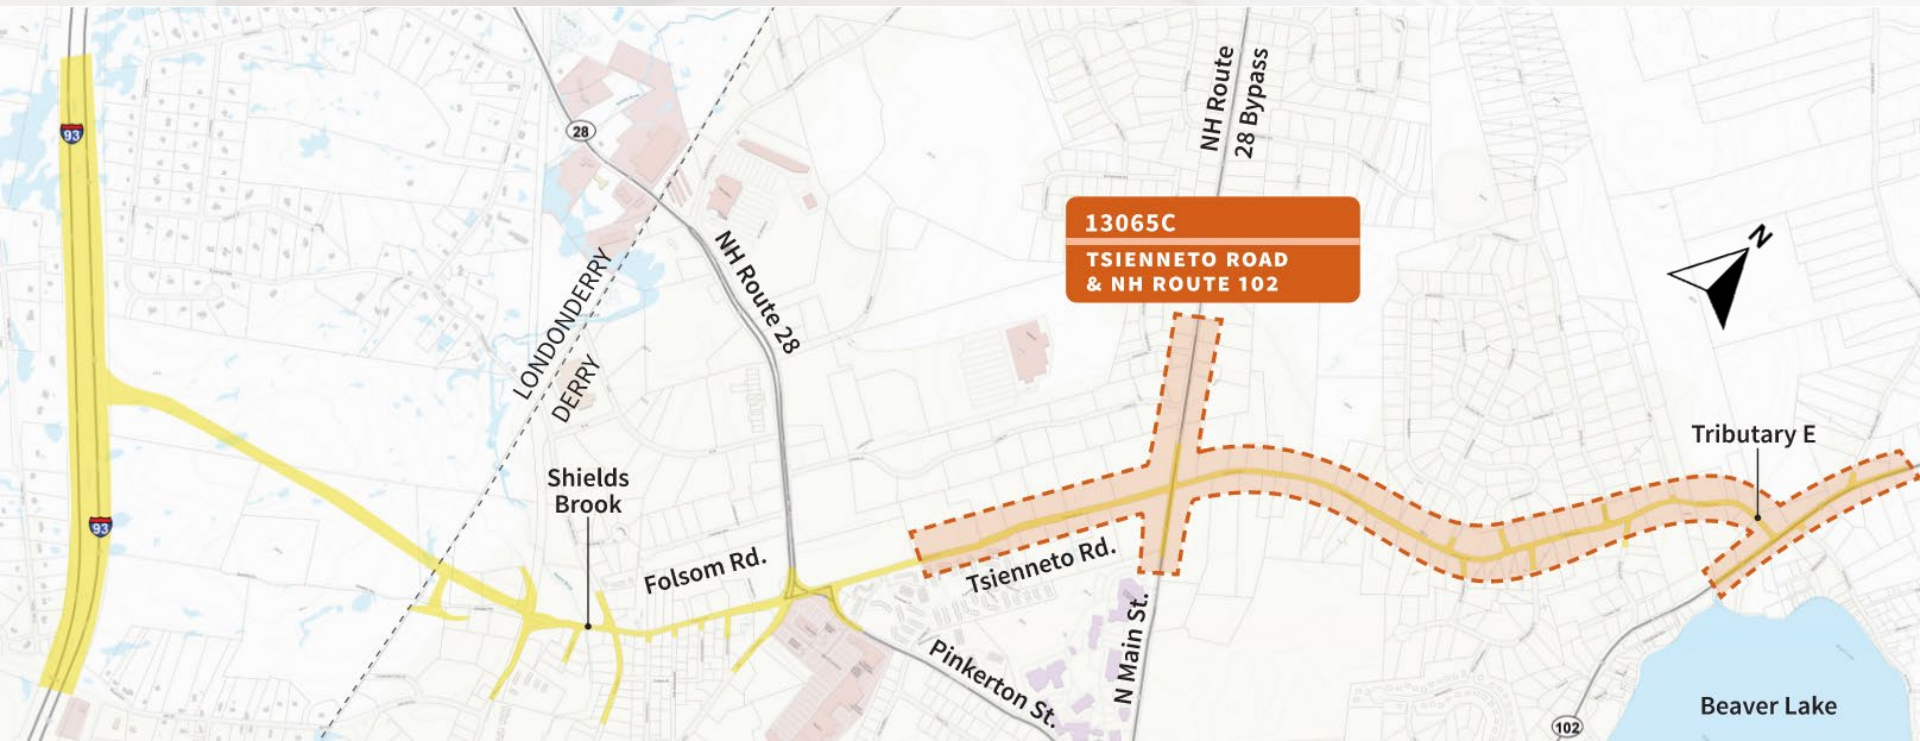 93
28
NH Route 28
NH Route
28 Bypass
13065C
TSIENNETO ROAD
& NH ROUTE 102
N
LONDONDERRY
DERRY
Tributary E
Shields
Brook
93
Folsom Rd.
Tsienneto Rd.
Pinkerton St.
N Main St.
Beaver Lake
102